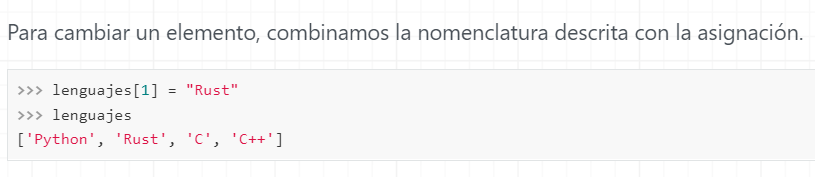 Para cambiar un elemento, combinamos la nomenclatura descrita con la asignación.
>>> lenguajes[1] = "Rust"
>>> lenguajes
['Python', 'Rust', 'C', 'C++']